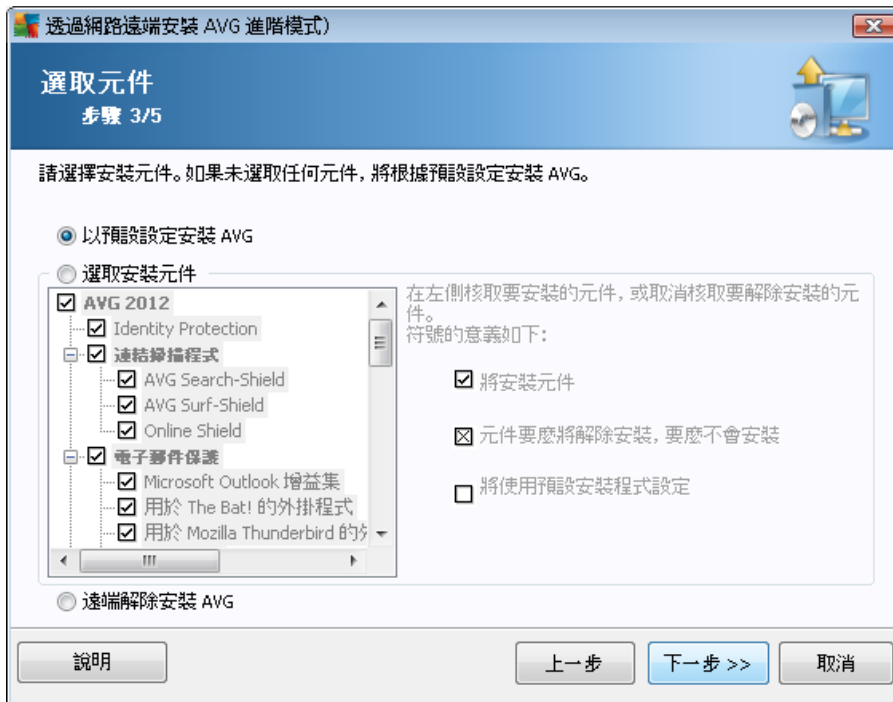 透過網路遠端安裝 AVG 進階模式)
選取元件
步驟 3/5
請選擇安裝元件。如果未選取任何元件, 將根據預設設定安裝 AVG。
以預設設定安裝 AVG
選取安裝元件
AVG 2012
Identity Protection
連結掃描程式
AVG Search-Shield
AVG Surf-Shield
Online Shield
電子郵件保護
Microsoft Outlook 增益集
用於 The Bat! 的外掛程式
用於 Mozilla Thunderbird 的
在左側核取要安裝的元件, 或取消核取要解除安裝的元
件。
符號的意義如下:
將安裝元件
元件要麼將解除安裝, 要麼不會安裝
將使用預設安裝程式設定
遠端解除安裝 AVG
說明
上一步
下一步 >>
取消